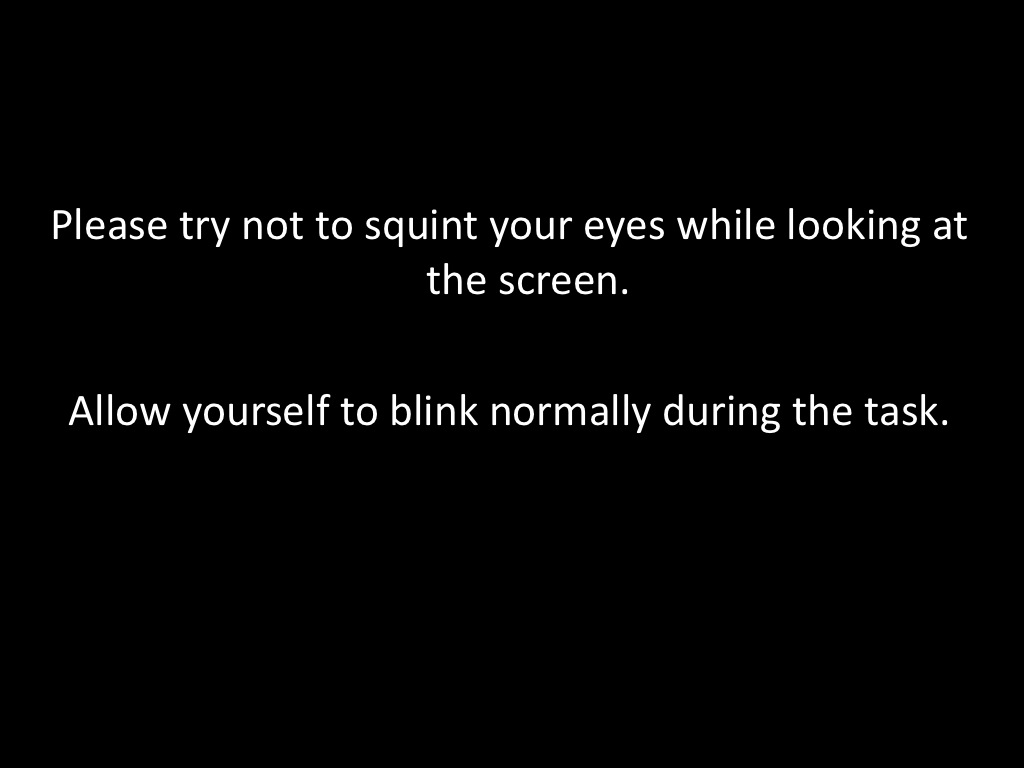 Please try not to squint your eyes while looking at
the screen.
Allow yourself to blink normally during the task.